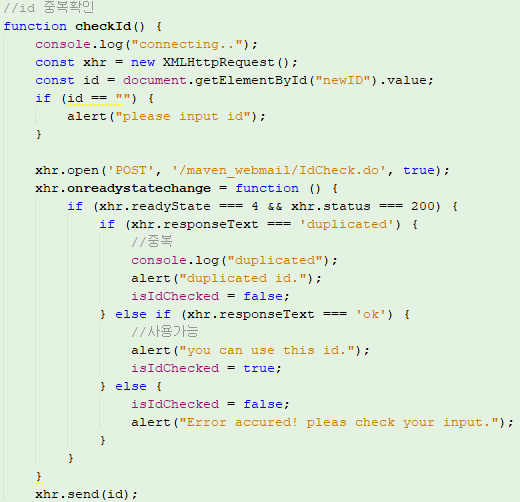 //id 중복확인
function checkId() {
    console.log("connecting..");
    const xhr = new XMLHttpRequest();
    const id = document.getElementById("newID").value;
    if (id == "") {
        alert("please input id");
    }

    xhr.open('POST', '/maven_webmail/IdCheck.do', true);
    xhr.onreadystatechange = function () {
        if (xhr.readyState === 4 && xhr.status === 200) {
            if (xhr.responseText === 'duplicated') {
                //중복
                console.log("duplicated");
                alert("duplicated id.");
                isIdChecked = false;
            } else if (xhr.responseText === 'ok') {
                //사용가능
                alert("you can use this id.");
                isIdChecked = true;
            } else {
                isIdChecked = false;
                alert("Error accured! pleas check your input.");
            }
        }
    }
    xhr.send(id);